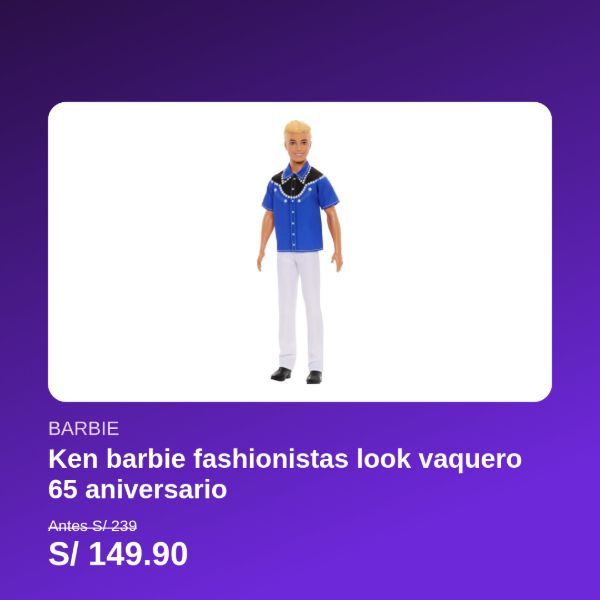 BARBIE
Ken barbie fashionistas look vaquero
65 aniversario
Antes S/ 239
S/ 149.90